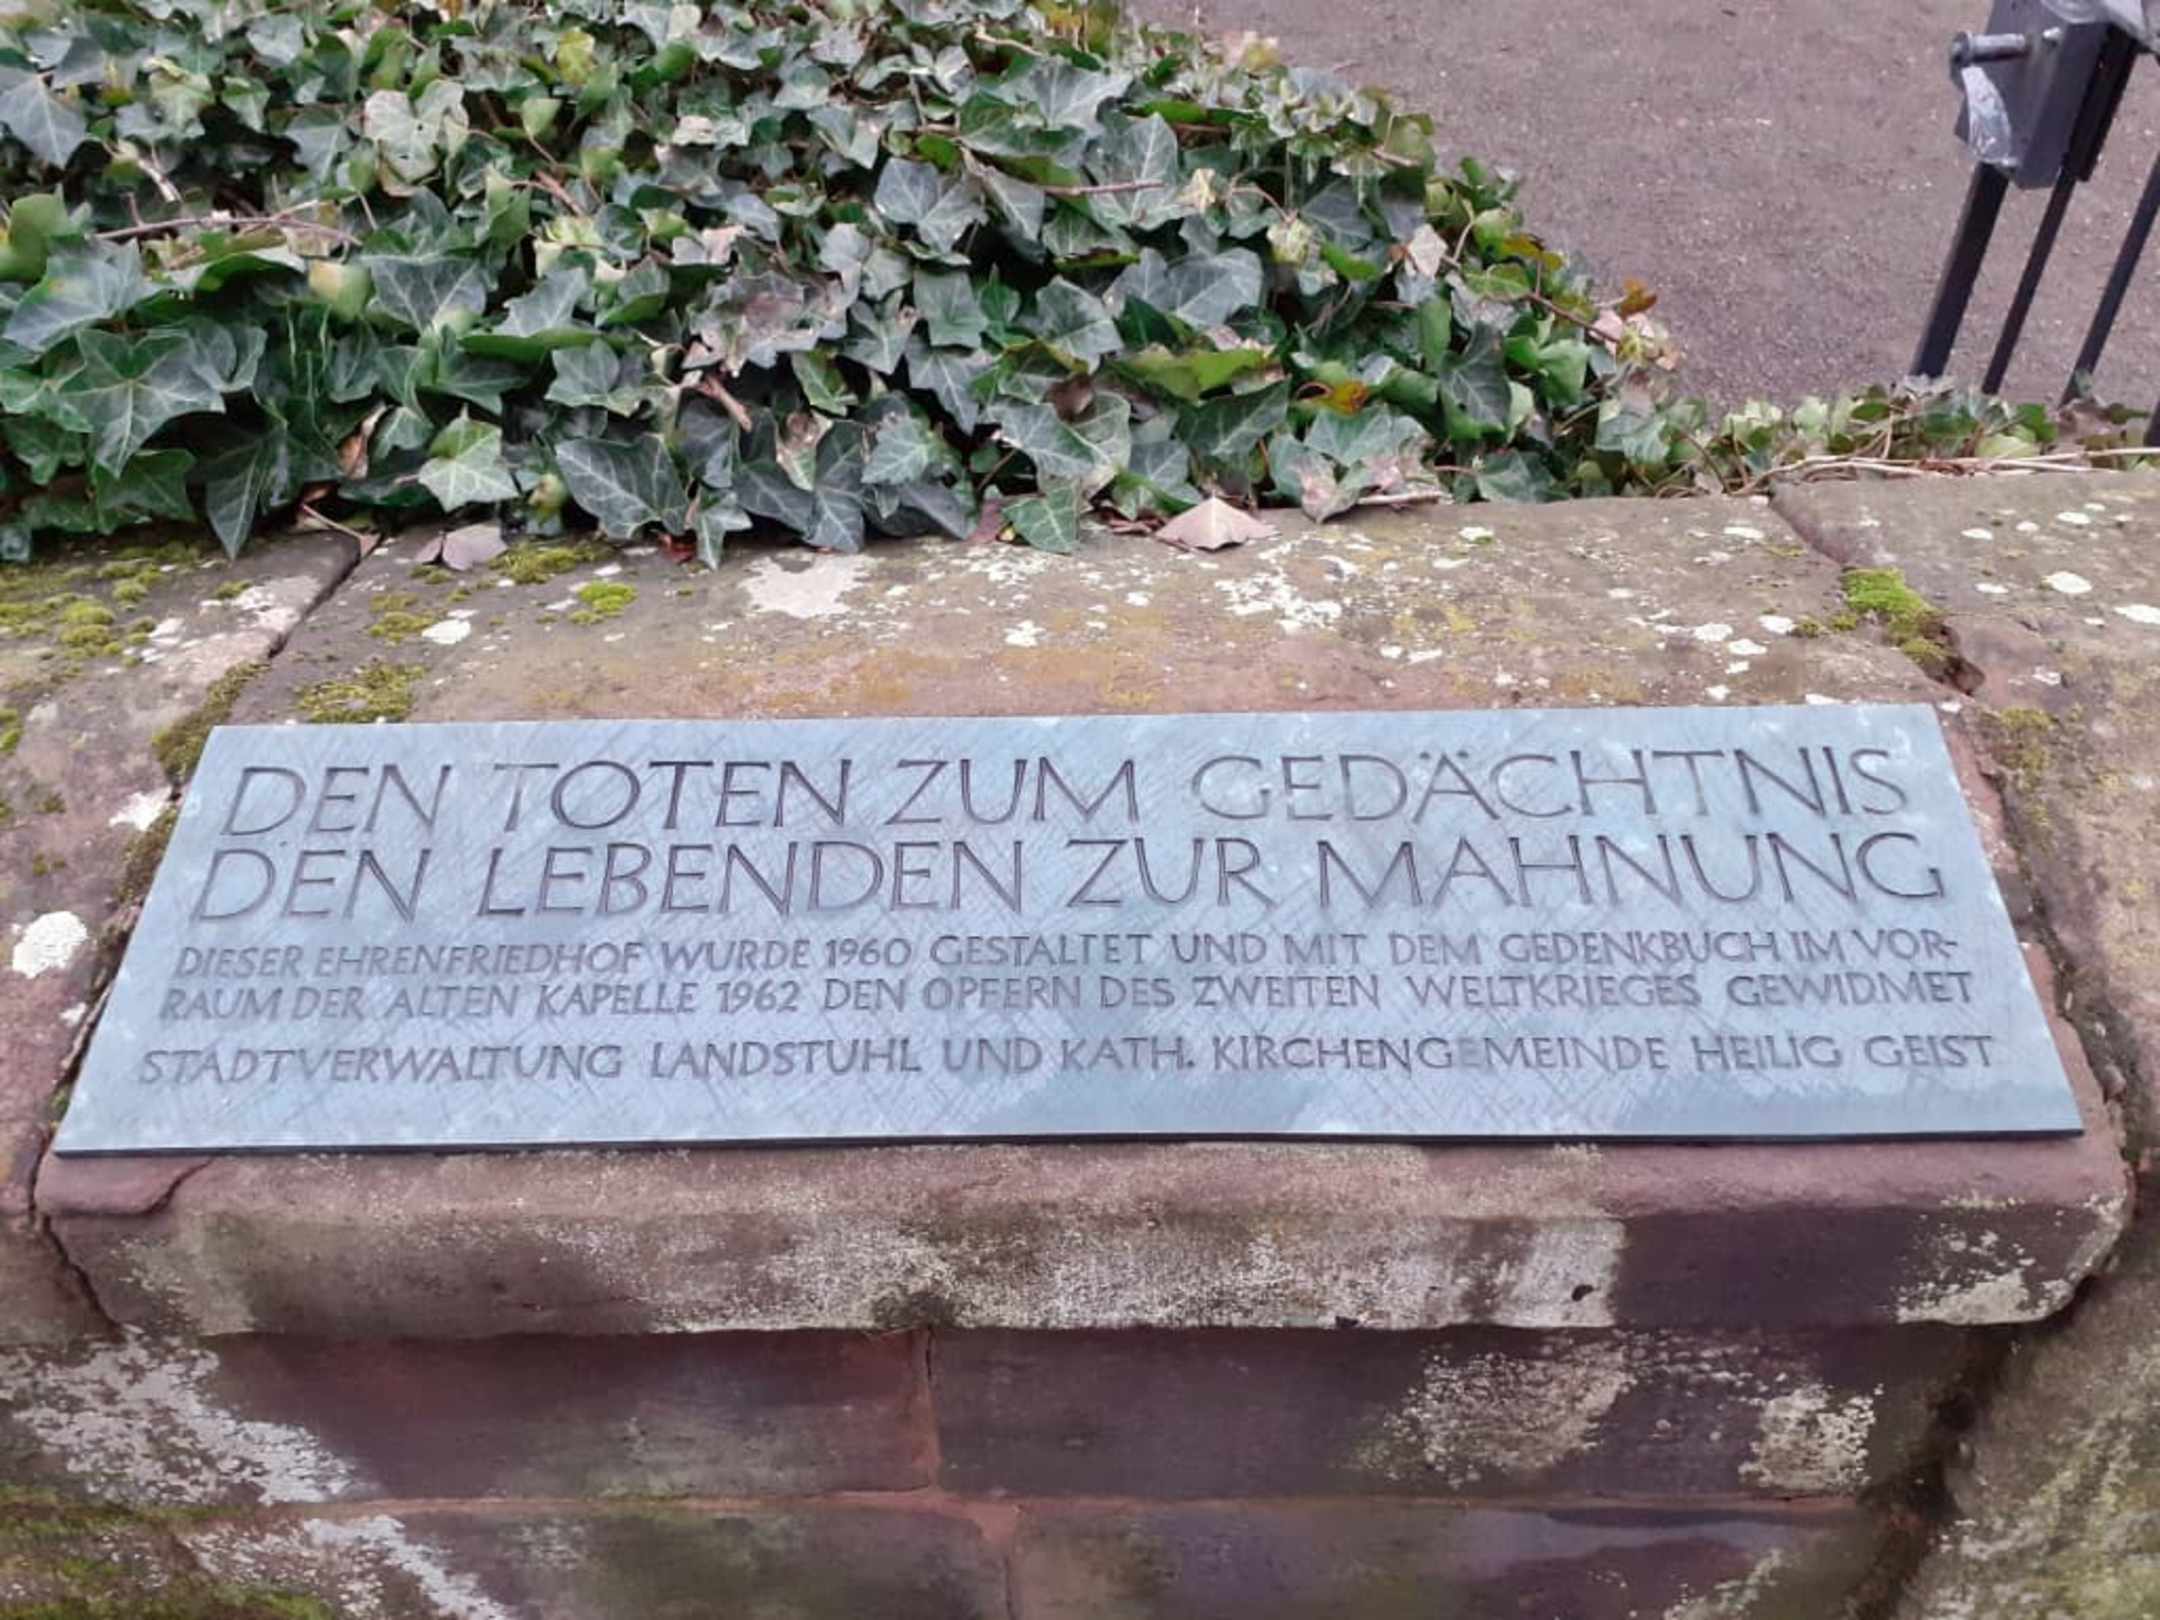 DEN TOTEN ZUM GEDÄCHTNIS
DEN LEBENDEN ZUR MAHNUNG
DIESER EHRENFRIEDHOF WURDE 1960 GESTALTET UND MIT DEM GEDENKBUCH IM VOR-
RAUM DER ALTEN KAPELLE 1962 DEN OPFERN DES ZWEITEN WELTKRIEGES GEWIDMET
STADTVERWALTUNG LANDSTUHL UND KATH. KIRCHENGEMEINDE HEILIG GEIST